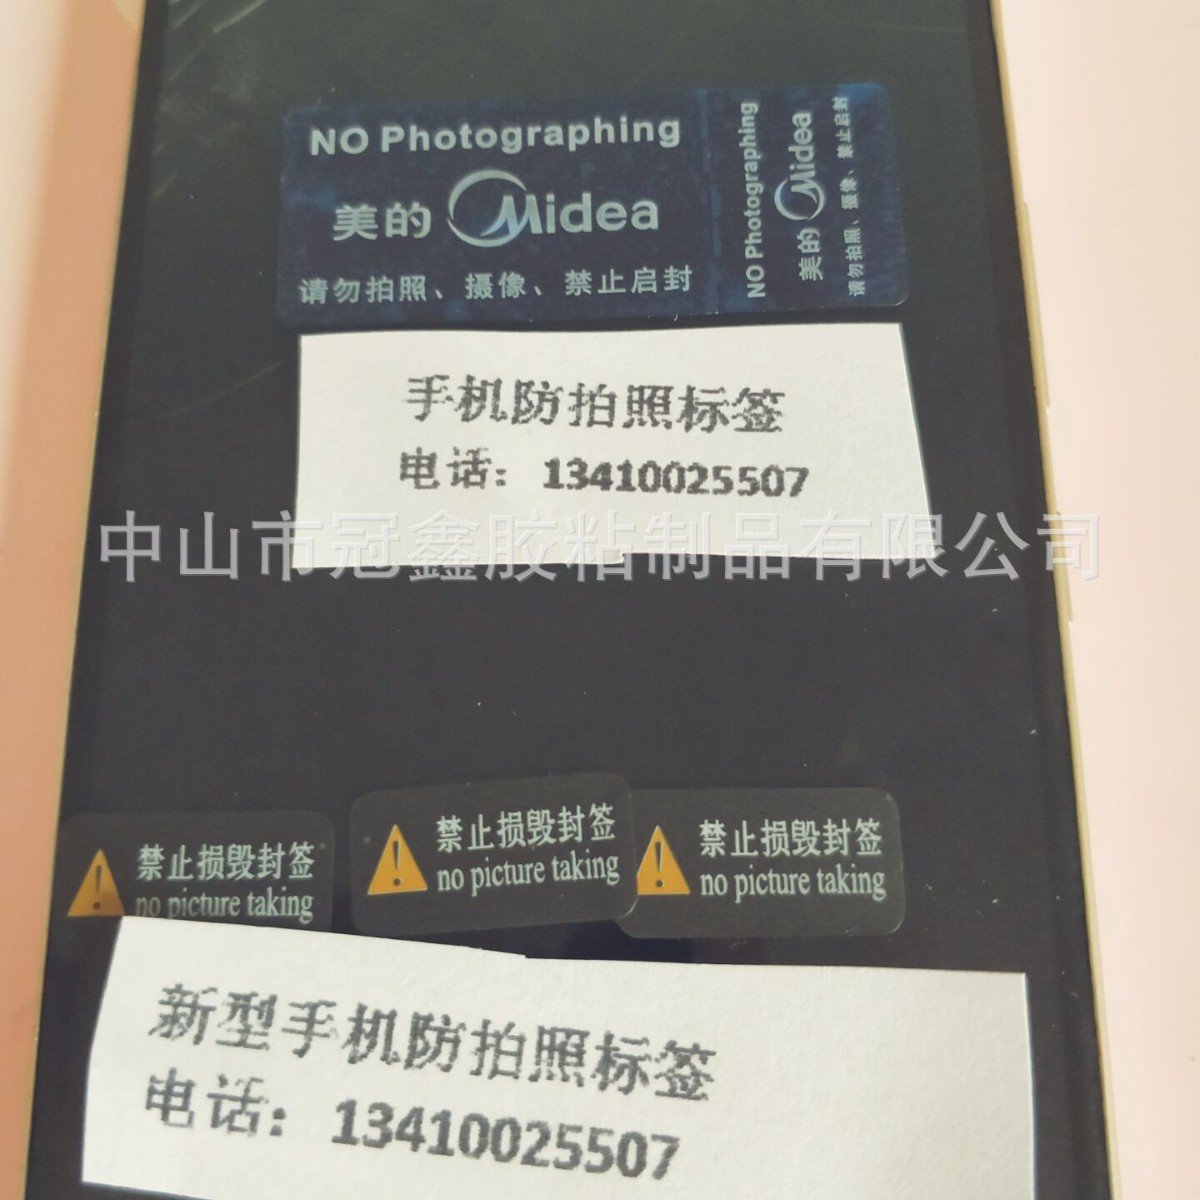 NO Photographing
美的 Midea
请勿拍照、摄像、禁止启封
NO Photographing
美的 Midea
请勿拍照、摄像、禁止启封
手机防拍照标签
电话：13410025507
中山市冠鑫胶粘制品有限公司
禁止损毁封签
no picture taking
禁止损毁封签
no picture taking
禁止损毁封签
no picture taking
新型手机防拍照标签
电话：13410025507